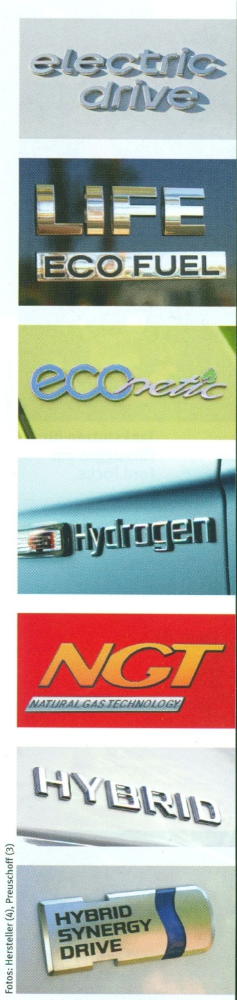 electric
drive
LIFE
ECO FUEL
econetic
Hydrogen
NGT
NATURAL GAS TECHNOLOGY
HYBRID
HYBRID
SYNERGY
DRIVE
Fotos: Hersteller (4), Preuschoff (3)